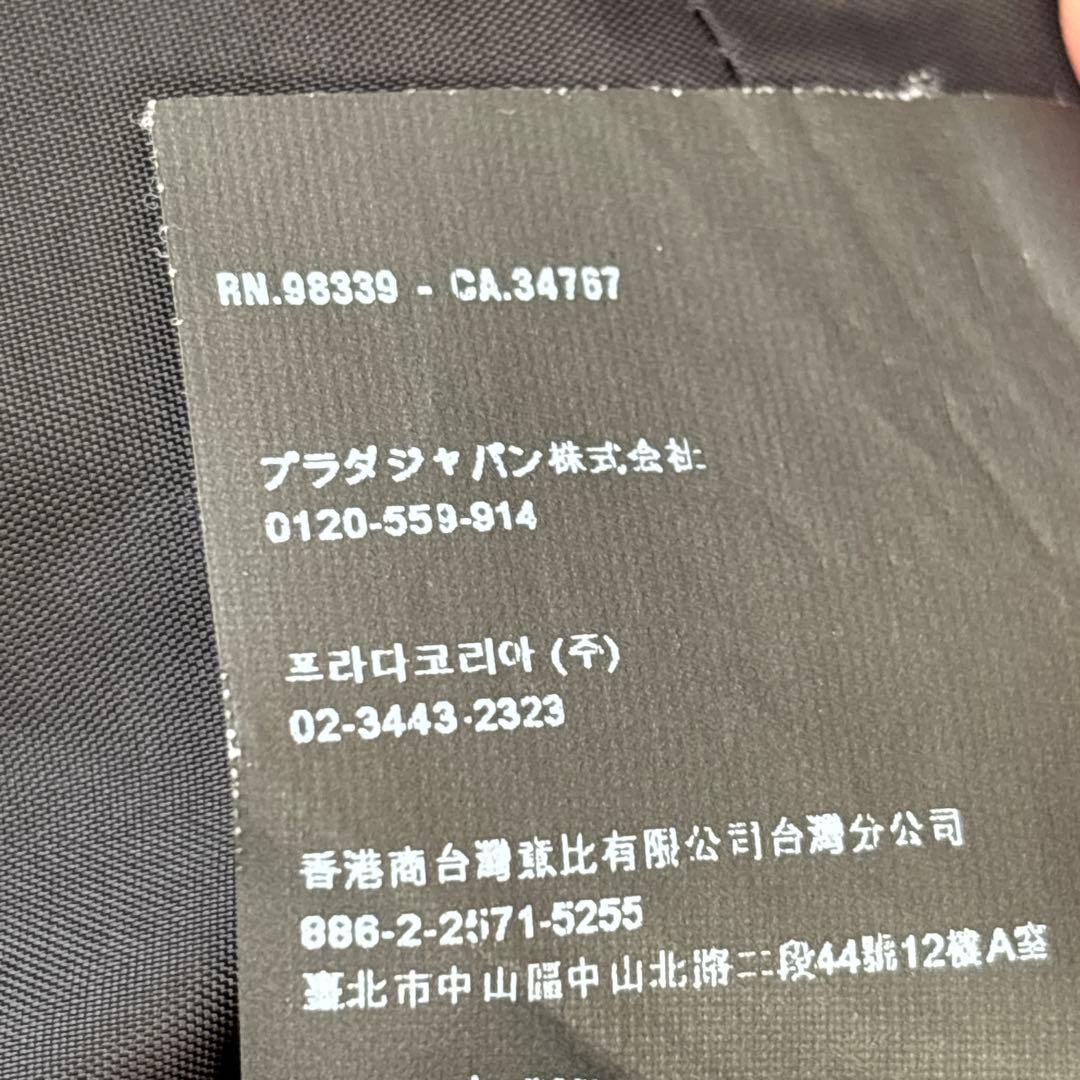 RN.98339 - CA.34767
プラダジャパン株式会社
0120-559-914
프라다코리아 (주)
02-3443-2323
香港商台灣意比有限公司台灣分公司
886-2-2571-5255
臺北市中山區中山北路二段44號12樓A室